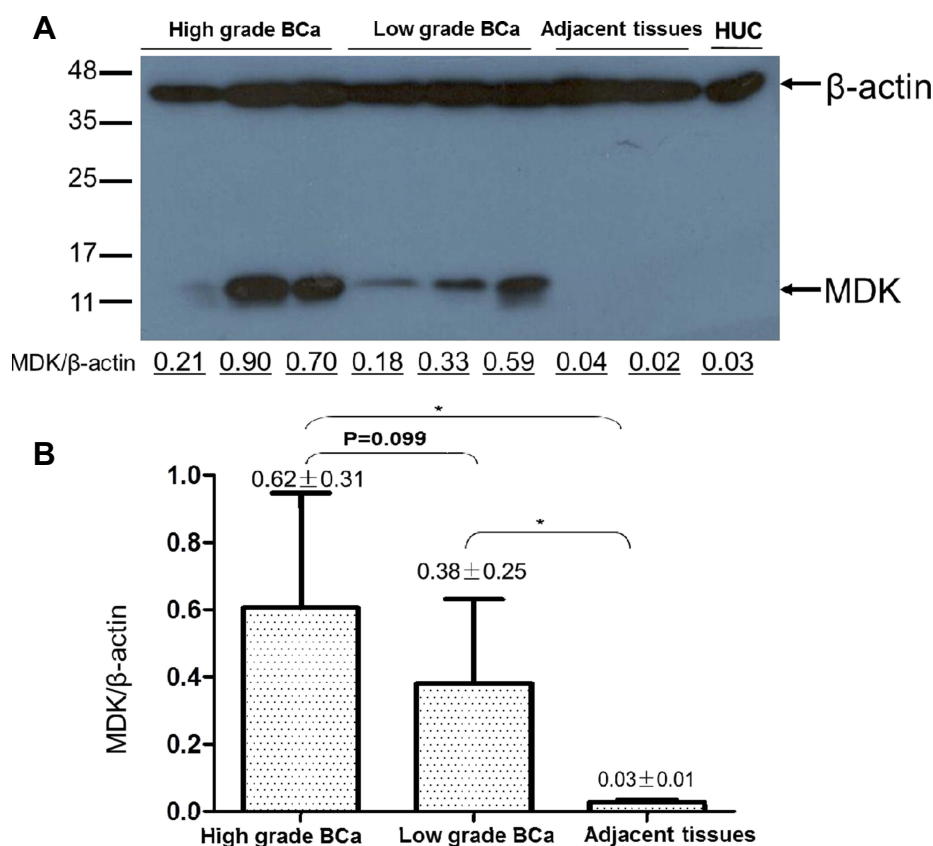 A
High grade BCa Low grade BCa Adjacent tissues HUC
48
β-actin
35
25
17
MDK
11
MDK/β-actin 0.21 0.90 0.70 0.18 0.33 0.59 0.04 0.02 0.03
*
B
P=0.099
1.0
0.62±0.31
*
0.8
0.38±0.25
0.6
MDK/β-actin
0.4
0.2
0.03±0.01
0.0
High grade BCa Low grade BCa Adjacent tissues